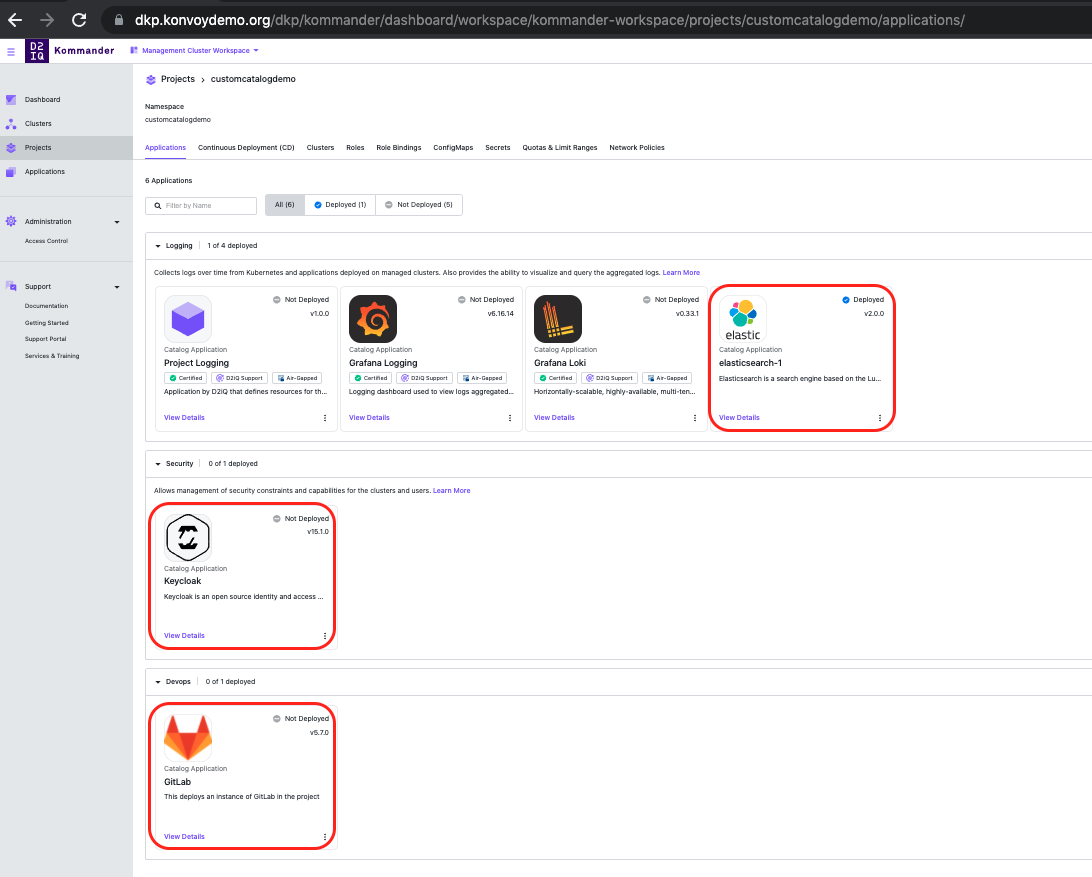 dkp.konvoydemo.org/dkp/kommander/dashboard/workspace/kommander-workspace/projects/customcatalogdemo/applications/
D2
IQ
Kommander
Management Cluster Workspace
Dashboard
Clusters
Projects
Applications
Administration
Access Control
Support
Documentation
Getting Started
Support Portal
Services & Training
Projects > customcatalogdemo
Namespace
customcatalogdemo
Applications Continuous Deployment (CD) Clusters Roles Role Bindings ConfigMaps Secrets Quotas & Limit Ranges Network Policies
6 Applications
Filter by Name
All (6) Deployed (1) Not Deployed (5)
Logging 1 of 4 deployed
Collects logs over time from Kubernetes and applications deployed on managed clusters. Also provides the ability to visualize and query the aggregated logs. Learn More
Not Deployed
v1.0.0
Catalog Application
Project Logging
Certified D2iQ Support Air-Gapped
Application by D2IQ that defines resources for th...
View Details
Not Deployed
v6.16.14
Catalog Application
Grafana Logging
Certified D2iQ Support Air-Gapped
Logging dashboard used to view logs aggregated...
View Details
Not Deployed
v0.33.1
Catalog Application
Grafana Loki
Certified D2iQ Support Air-Gapped
Horizontally-scalable, highly-available, multi-ten...
View Details
elastic
Deployed
v2.0.0
Catalog Application
elasticsearch-1
Elasticsearch is a search engine based on the Lu...
View Details
Security 0 of 1 deployed
Allows management of security constraints and capabilities for the clusters and users. Learn More
Not Deployed
v15.1.0
Catalog Application
Keycloak
Keycloak is an open source identity and access ...
View Details
Devops 0 of 1 deployed
Not Deployed
v5.7.0
Catalog Application
GitLab
This deploys an instance of GitLab in the project
View Details